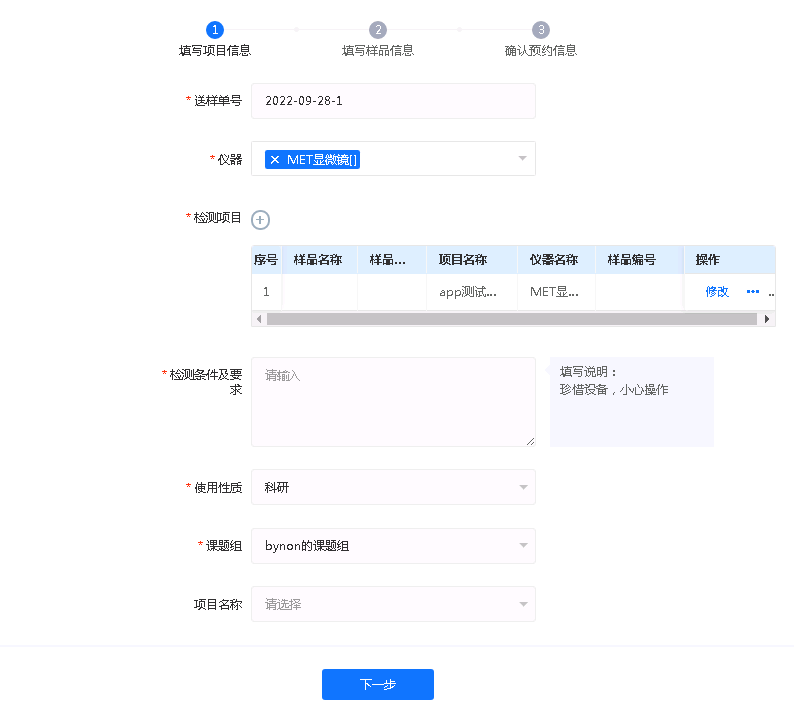 1 2 3
填写项目信息 填写样品信息 确认预约信息
* 送样单号 2022-09-28-1
* 仪器 × MET显微镜[]
* 检测项目 +
序号 样品名称 样品... 项目名称 仪器名称 样品编号 操作
1 app测试... MET显... 修改 ••• ..
* 检测条件及要 请输入
求
填写说明：
珍惜设备，小心操作
* 使用性质 科研
* 课题组 bynon的课题组
项目名称 请选择
下一步